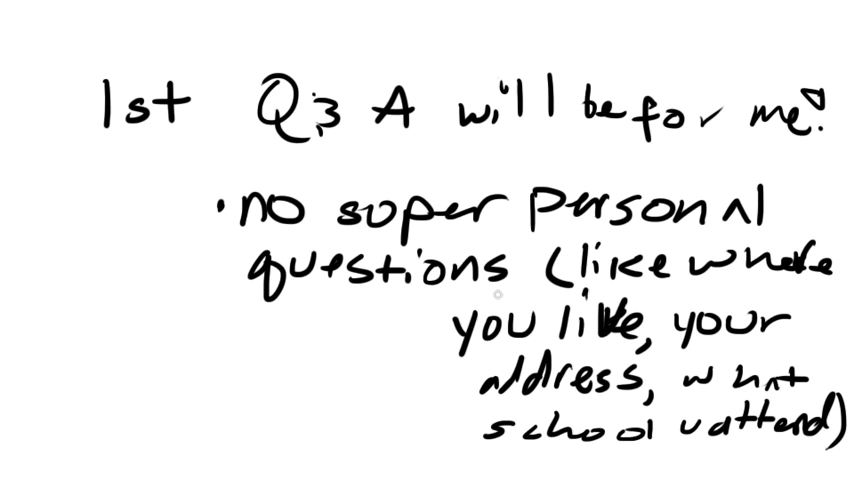 1st Q & A will be for me!
• no super personal
questions (like where
you live, your
address, what
school u attend)